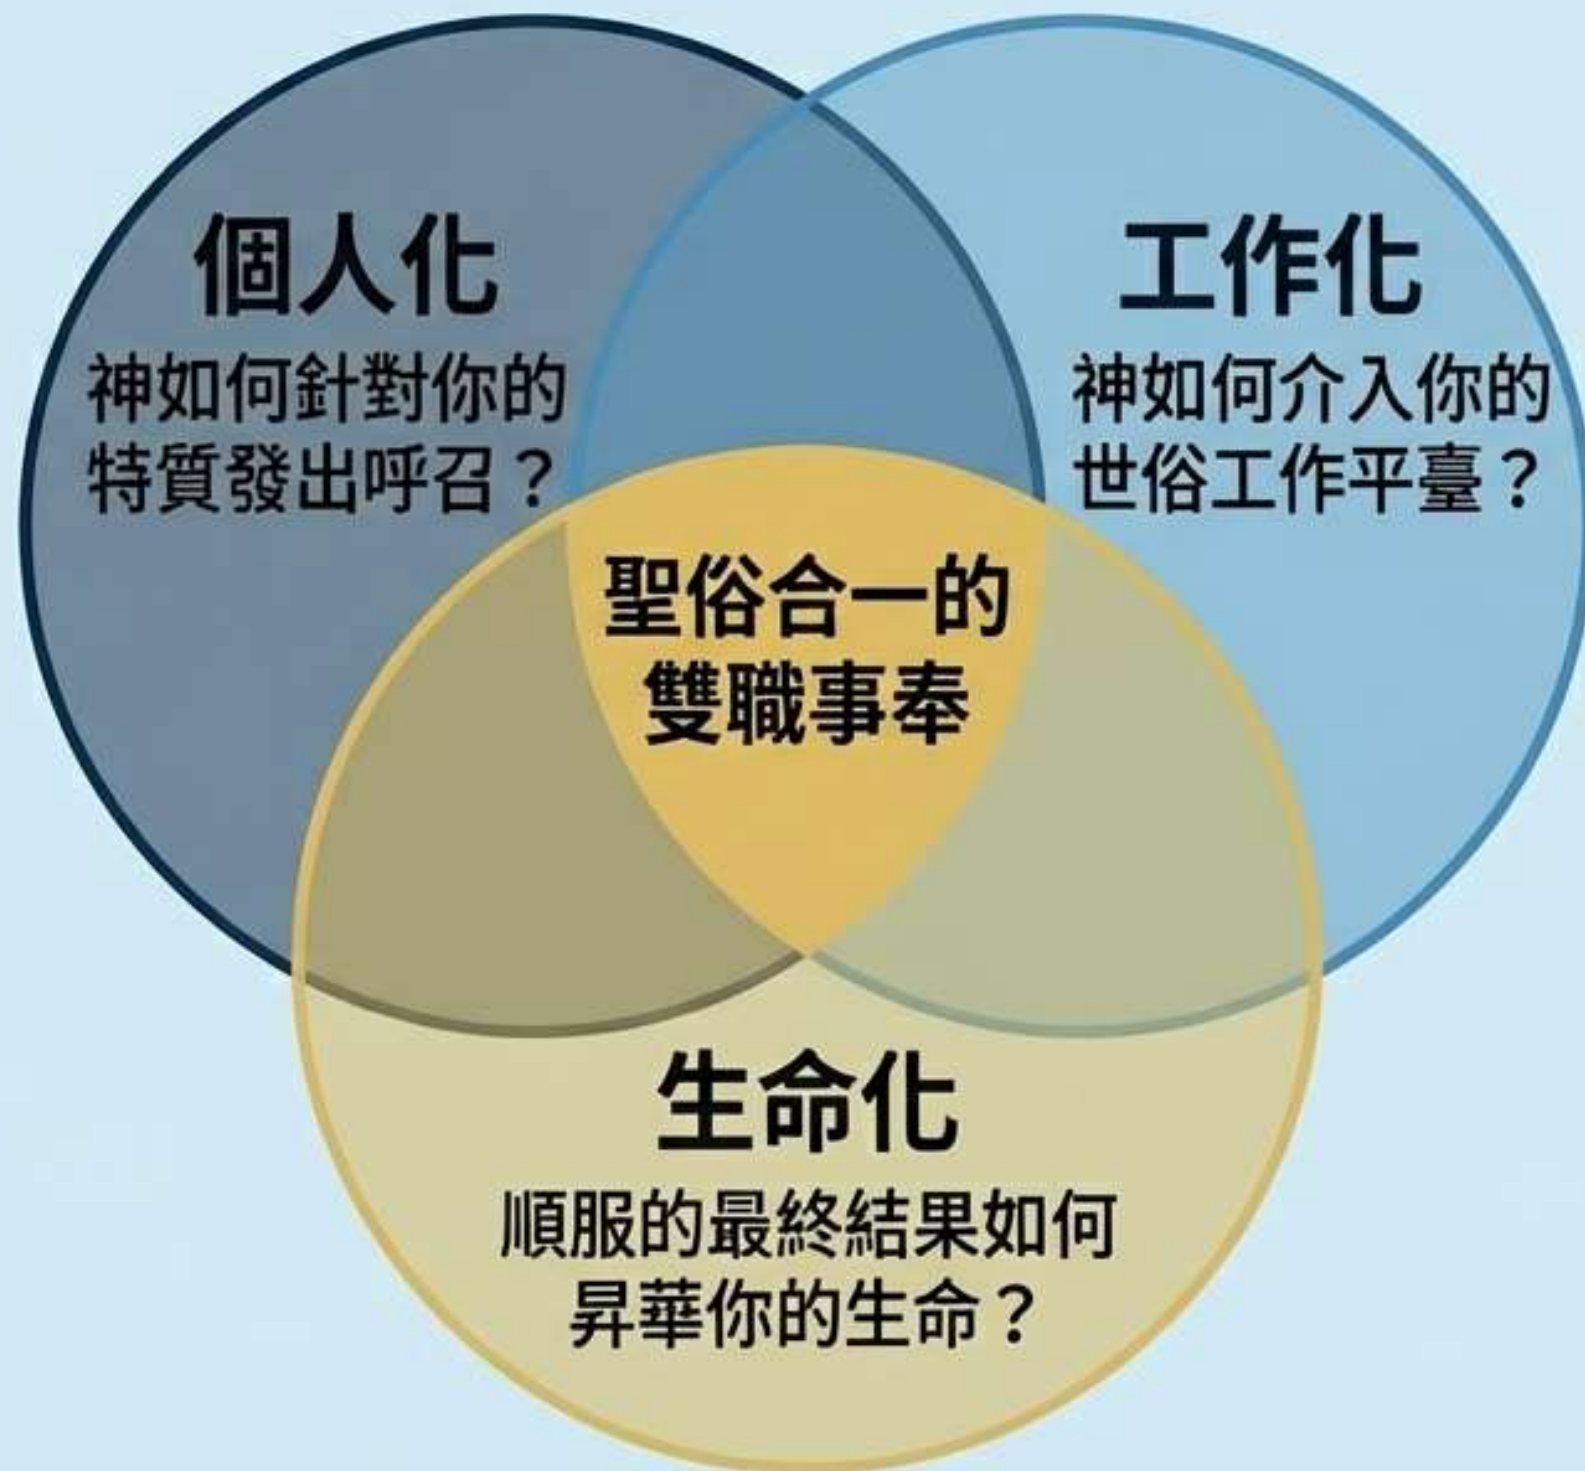 個人化
神如何針對你的
特質發出呼召？
工作化
神如何介入你的
世俗工作平臺？
聖俗合一的
雙職事奉
生命化
順服的最終結果如何
昇華你的生命？